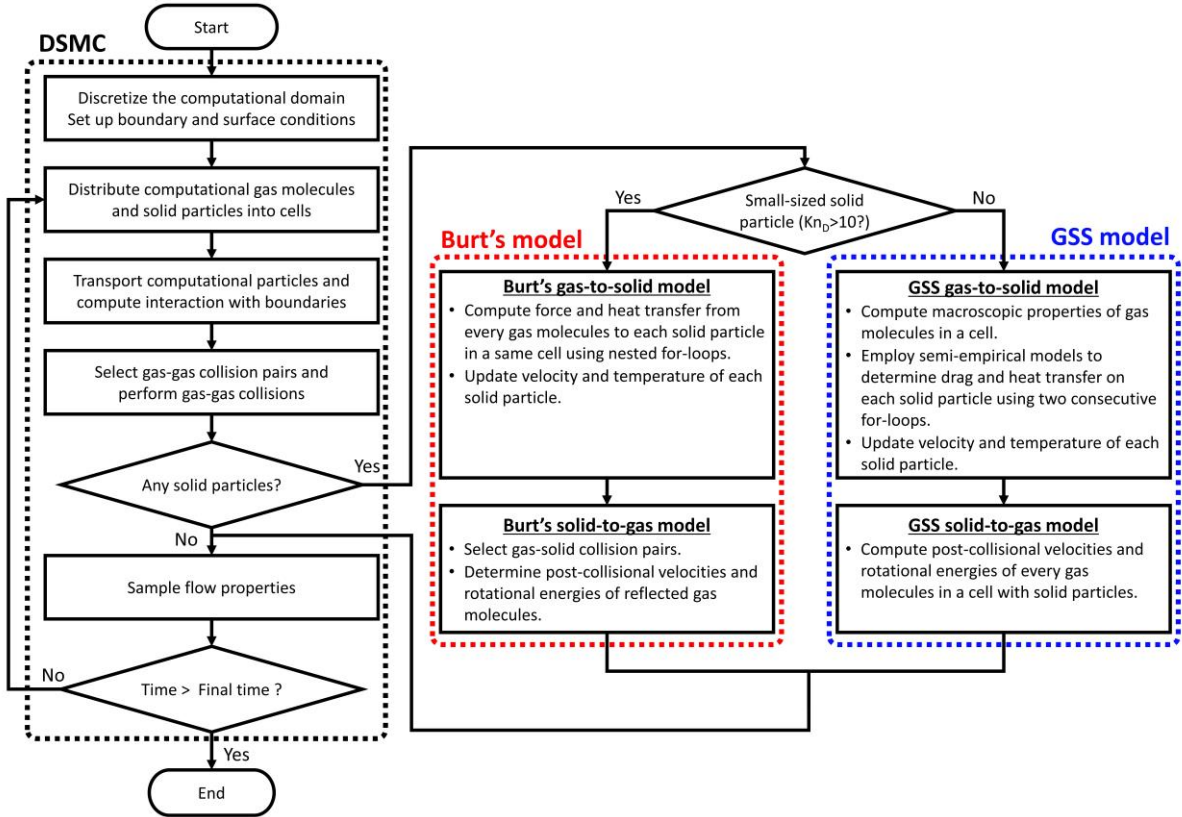 Start
DSMC
Discretize the computational domain
Set up boundary and surface conditions
Distribute computational gas molecules
and solid particles into cells
Transport computational particles and
compute interaction with boundaries
Select gas-gas collision pairs and
perform gas-gas collisions
Any solid particles?
Yes
No
Sample flow properties
Time > Final time ?
No
Yes
End
Small-sized solid
particle (KnD>10?)
Yes
No
Burt's model
Burt's gas-to-solid model
• Compute force and heat transfer from
every gas molecules to each solid particle
in a same cell using nested for-loops.
• Update velocity and temperature of each
solid particle.
Burt's solid-to-gas model
• Select gas-solid collision pairs.
• Determine post-collisional velocities and
rotational energies of reflected gas
molecules.
GSS model
GSS gas-to-solid model
• Compute macroscopic properties of gas
molecules in a cell.
• Employ semi-empirical models to
determine drag and heat transfer on
each solid particle using two consecutive
for-loops.
• Update velocity and temperature of each
solid particle.
GSS solid-to-gas model
• Compute post-collisional velocities and
rotational energies of every gas
molecules in a cell with solid particles.